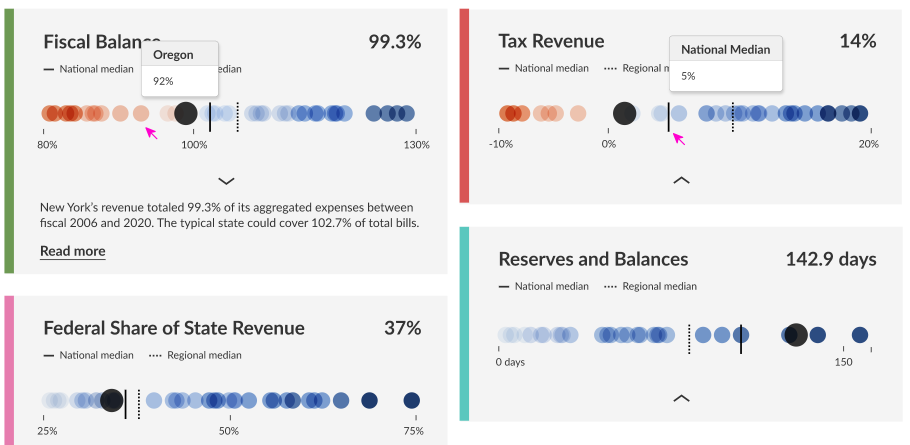 Fiscal Balance
99.3%
Oregon
92%
National median
edian
80%
100%
130%
New York's revenue totaled 99.3% of its aggregated expenses between
fiscal 2006 and 2020. The typical state could cover 102.7% of total bills.
Read more
Federal Share of State Revenue
37%
National median
Regional median
25%
50%
75%
Tax Revenue
14%
National Median
5%
National median
Regional m
-10%
0%
20%
Reserves and Balances
142.9 days
National median
Regional median
0 days
150